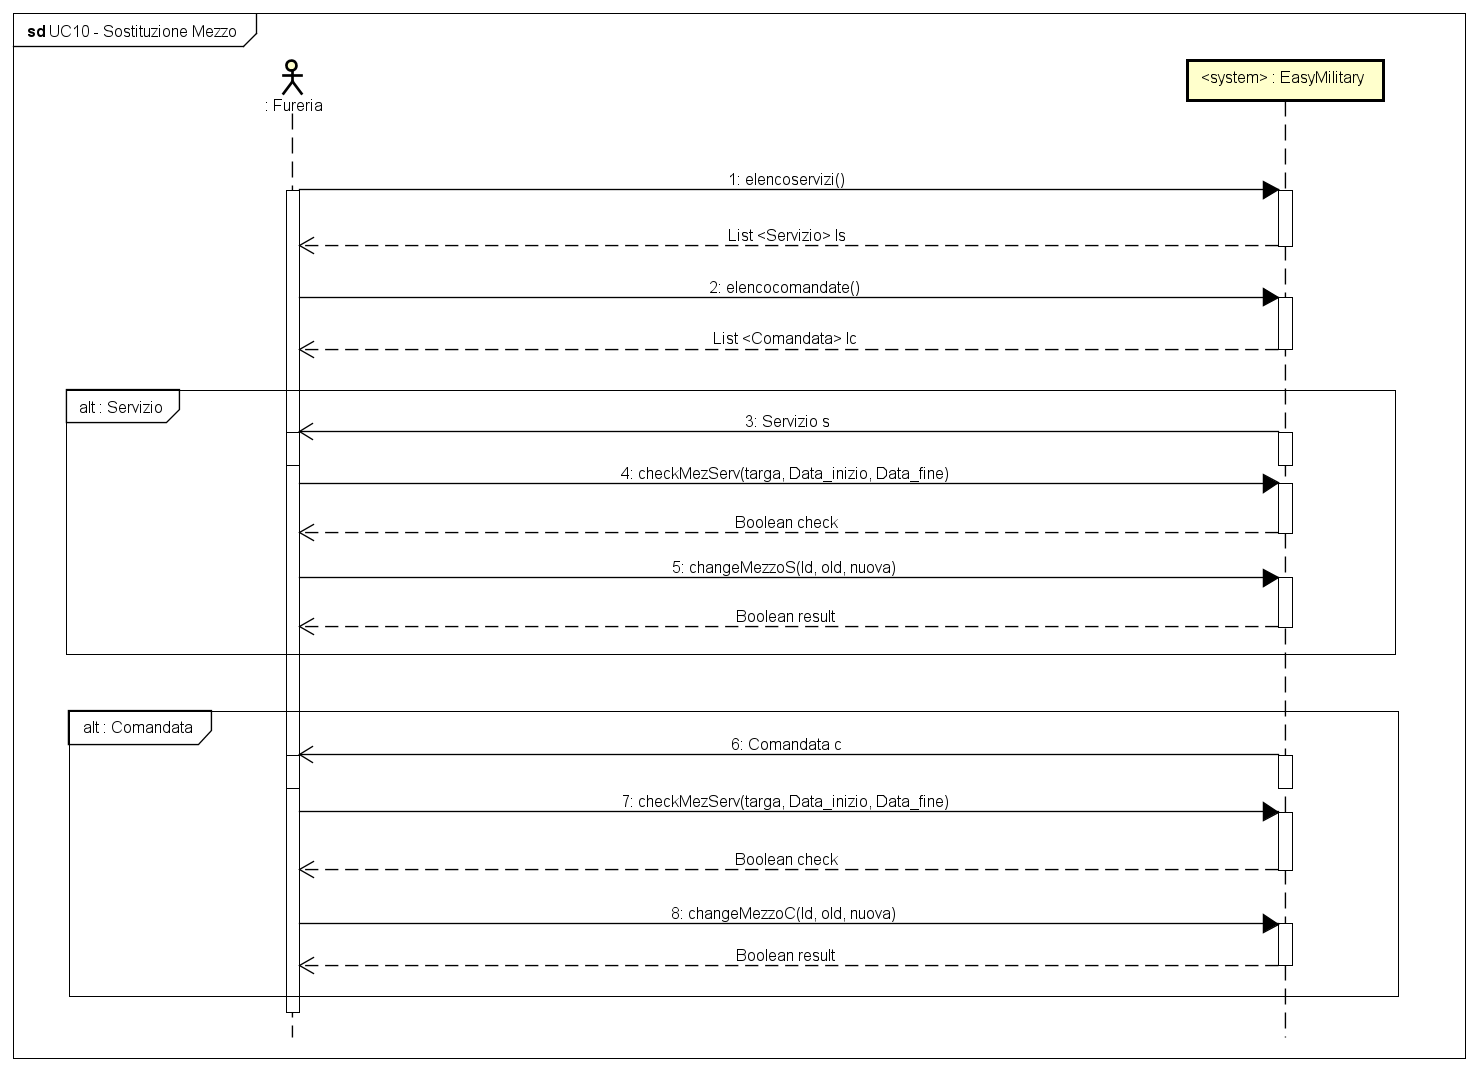 sd UC10 - Sostituzione Mezzo
: Fureria
<system> : EasyMilitary
1: elencoservizi()
List <Servizio> ls
2: elencocomandate()
List <Comandata> lc
alt : Servizio
3: Servizio s
4: checkMezServ(targa, Data_inizio, Data_fine)
Boolean check
5: changeMezzoS(Id, old, nuova)
Boolean result
alt : Comandata
6: Comandata c
7: checkMezServ(targa, Data_inizio, Data_fine)
Boolean check
8: changeMezzoC(Id, old, nuova)
Boolean result